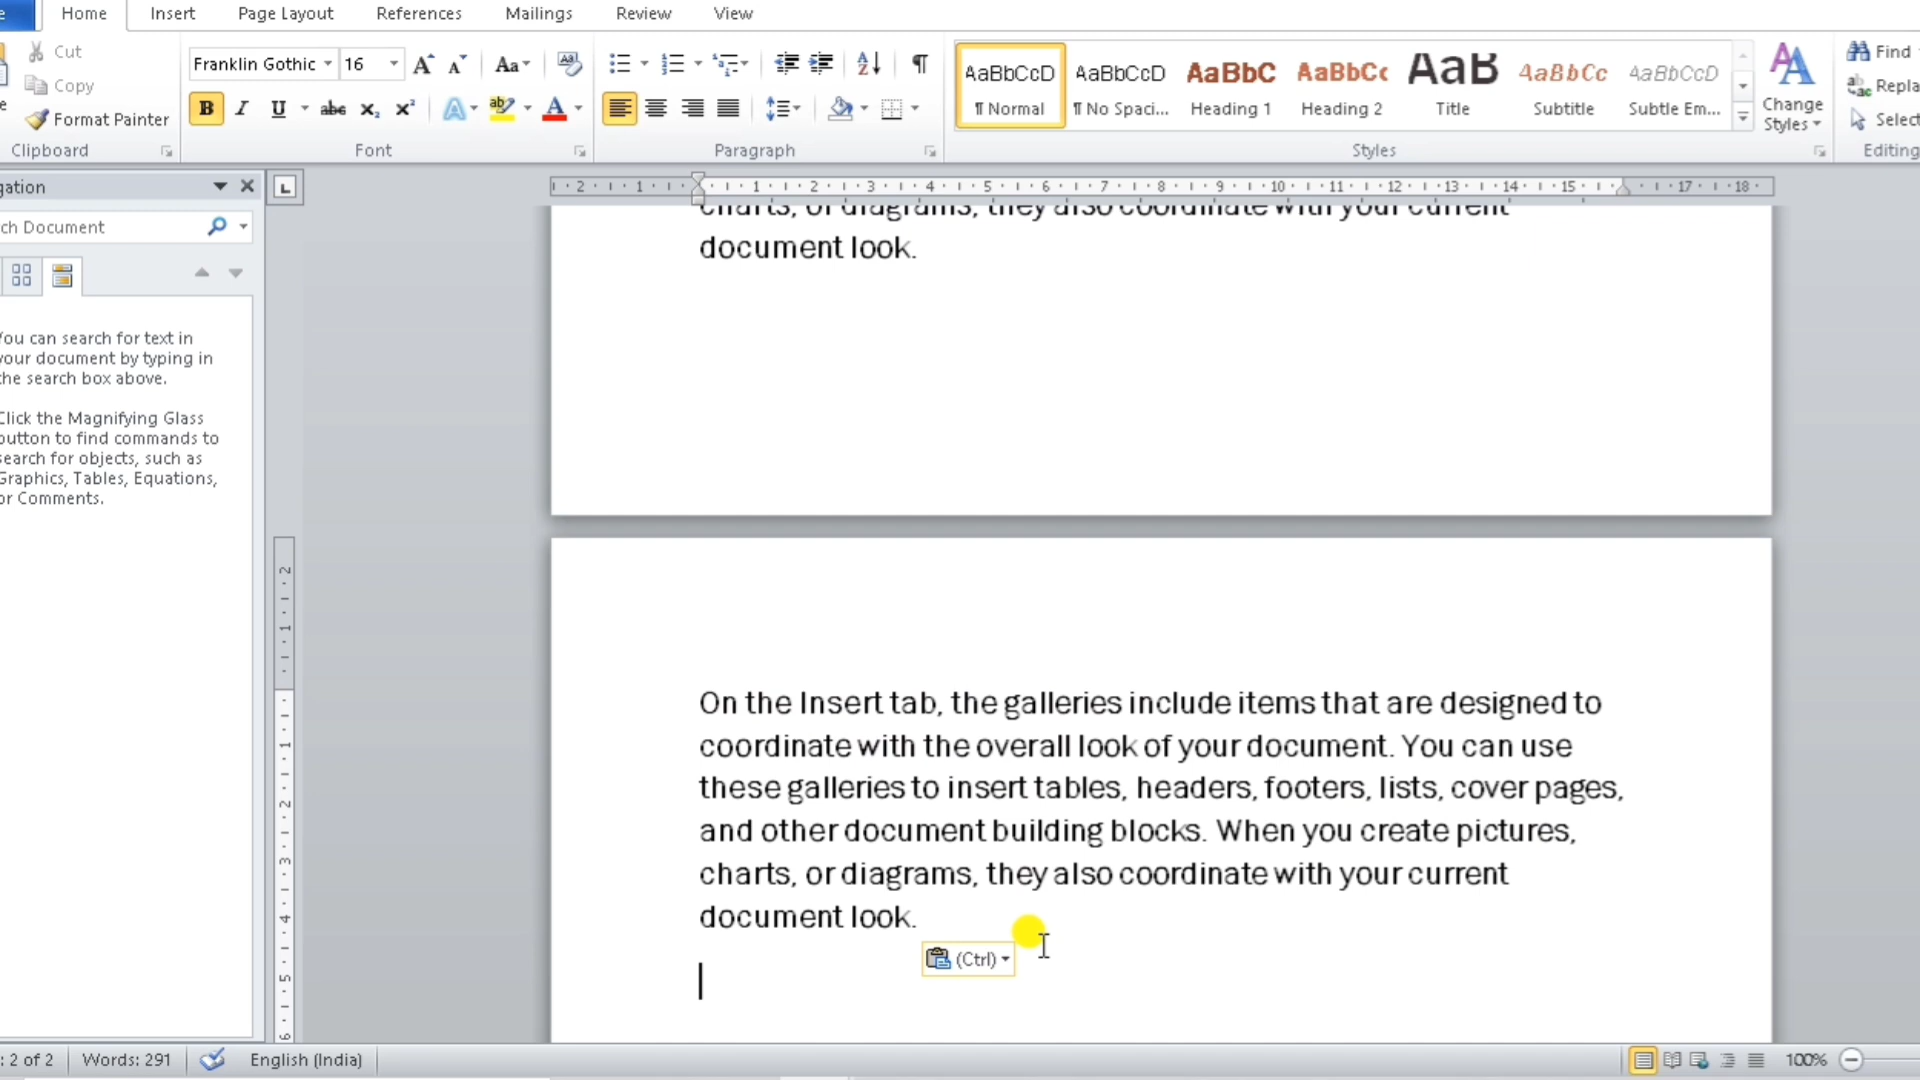 Home Insert Page Layout References Mailings Review View
Cut
Copy
Format Painter
Clipboard
Franklin Gothic 16
Font
Paragraph
AaBbCcD AaBbCcD AaBbC AaBbCc AaB AaBbCc AaBbCcD
¶ Normal ¶ No Spaci... Heading 1 Heading 2 Title Subtitle Subtle Em...
Change
Styles
Styles
Find
Repla
Select
Editing
gation
ch Document
You can search for text in
your document by typing in
the search box above.
Click the Magnifying Glass
button to find commands to
search for objects, such as
Graphics, Tables, Equations,
or Comments.
charts, or diagrams, they also coordinate with your current
document look.
On the Insert tab, the galleries include items that are designed to
coordinate with the overall look of your document. You can use
these galleries to insert tables, headers, footers, lists, cover pages,
and other document building blocks. When you create pictures,
charts, or diagrams, they also coordinate with your current
document look.
(Ctrl)
: 2 of 2 Words: 291 English (India) 100%